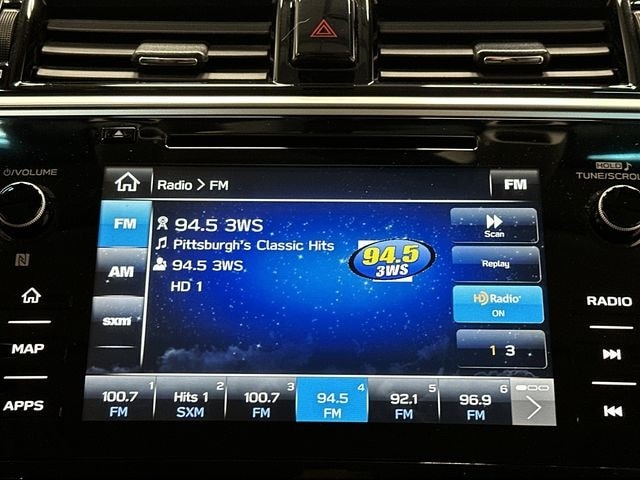 /VOLUME
HOLD
TUNE/SCROL
Radio > FM
FM
FM
AM
sxm
94.5 3WS
Pittsburgh's Classic Hits
94.5 3WS
HD 1
94.5
3WS
Scan
Replay
HD Radio
ON
1 3
MAP
APPS
RADIO
1
100.7
FM
Hits 1
2
SXM
3
100.7
FM
4
94.5
FM
5
92.1
FM
6
96.9
FM